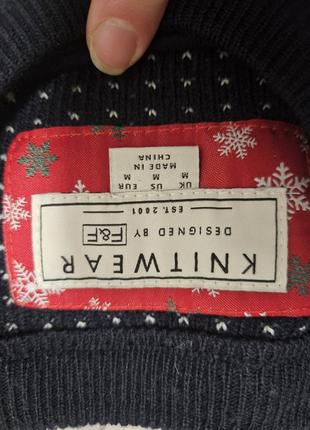 KNITWEAR
DESIGNED BY F&F
EST. 2001
UK US EUR
M M M
MADE IN
CHINA